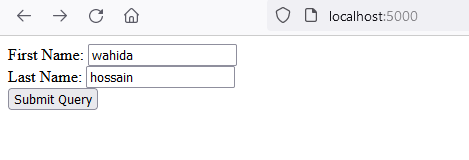 localhost:5000
First Name: wahida
Last Name: hossain
Submit Query